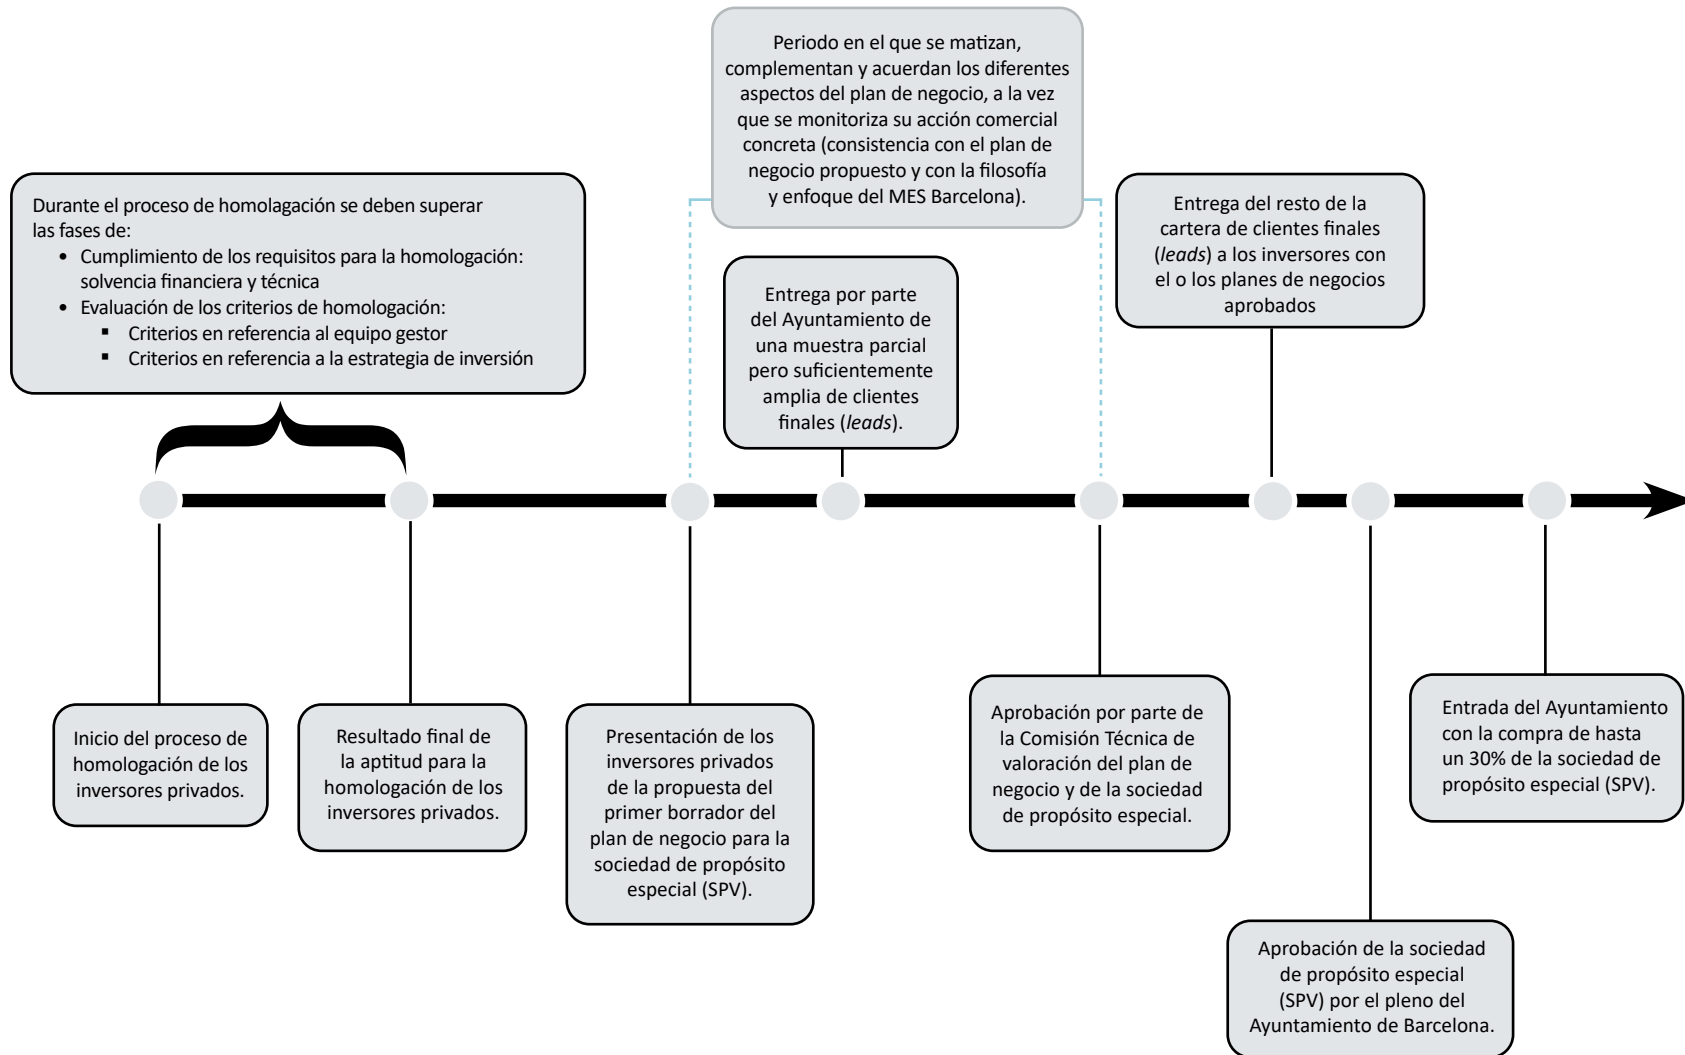 Periodo en el que se matizan,
complementan y acuerdan los diferentes
aspectos del plan de negocio, a la vez
que se monitoriza su acción comercial
concreta (consistencia con el plan de
negocio propuesto y con la filosofía
y enfoque del MES Barcelona).
Durante el proceso de homolagación se deben superar
las fases de:
• Cumplimiento de los requisitos para la homologación:
solvencia financiera y técnica
• Evaluación de los criterios de homologación:
▪ Criterios en referencia al equipo gestor
▪ Criterios en referencia a la estrategia de inversión
Entrega por parte
del Ayuntamiento de
una muestra parcial
pero suficientemente
amplia de clientes
finales (leads).
Entrega del resto de la
cartera de clientes finales
(leads) a los inversores con
el o los planes de negocios
aprobados
Inicio del proceso de
homologación de los
inversores privados.
Resultado final de
la aptitud para la
homologación de los
inversores privados.
Presentación de los
inversores privados
de la propuesta del
primer borrador del
plan de negocio para la
sociedad de propósito
especial (SPV).
Aprobación por parte de
la Comisión Técnica de
valoración del plan de
negocio y de la sociedad
de propósito especial.
Aprobación de la sociedad
de propósito especial
(SPV) por el pleno del
Ayuntamiento de Barcelona.
Entrada del Ayuntamiento
con la compra de hasta
un 30% de la sociedad de
propósito especial (SPV).